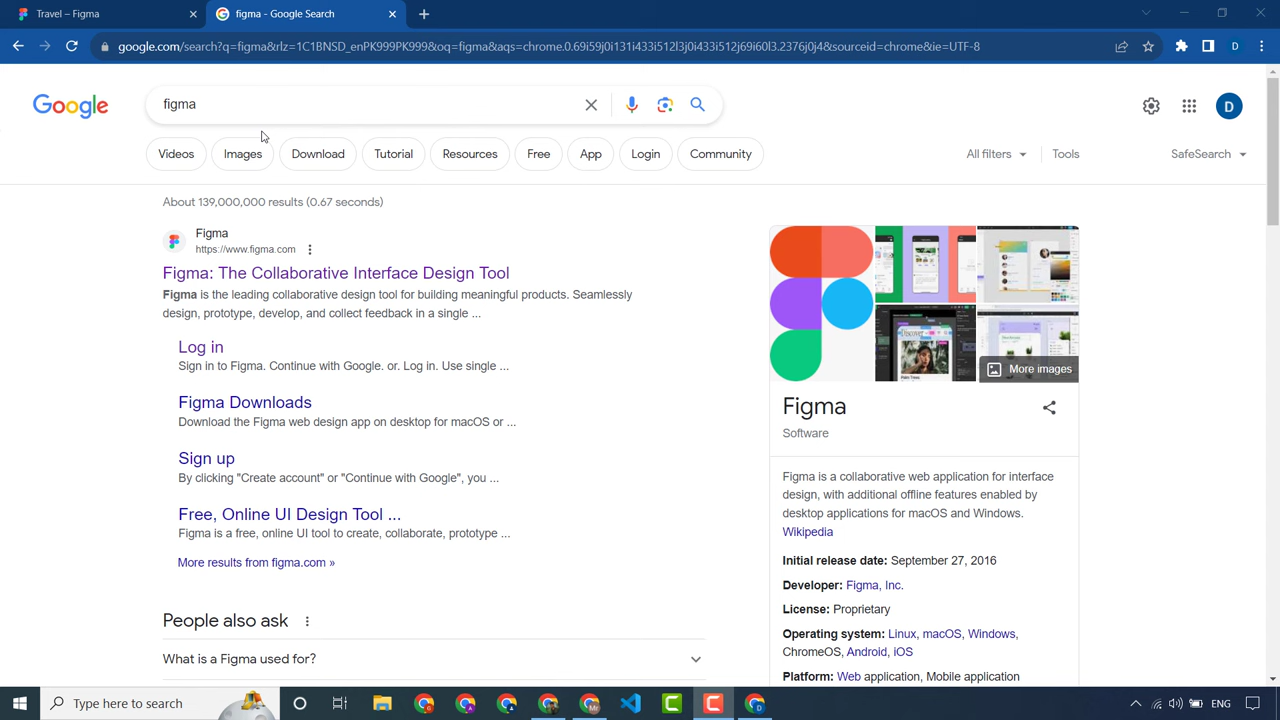 Travel – Figma
figma - Google Search
google.com/search?q=figma&rlz=1C1BNSD_enPK999PK999&oq=figma&aqs=chrome.0.69i59j0i131i433i512l3j0i433i512j69i60l3.2376j0j4&sourceid=chrome&ie=UTF-8
D
Google
figma
D
Videos
Images
Download
Tutorial
Resources
Free
App
Login
Community
All filters
Tools
SafeSearch
About 139,000,000 results (0.67 seconds)
Figma
https://www.figma.com
Figma: The Collaborative Interface Design Tool
Figma is the leading collaborative design tool for building meaningful products. Seamlessly
design, prototype, develop, and collect feedback in a single ...
Log in
Sign in to Figma. Continue with Google. or. Log in. Use single ...
Figma Downloads
Download the Figma web design app on desktop for macOS or ...
Sign up
By clicking "Create account" or "Continue with Google", you ...
Free, Online UI Design Tool ...
Figma is a free, online UI tool to create, collaborate, prototype ...
More results from figma.com »
People also ask
What is a Figma used for?
More images
Figma
Software
Figma is a collaborative web application for interface
design, with additional offline features enabled by
desktop applications for macOS and Windows.
Wikipedia
Initial release date: September 27, 2016
Developer: Figma, Inc.
License: Proprietary
Operating system: Linux, macOS, Windows,
ChromeOS, Android, iOS
Platform: Web application, Mobile application
Type here to search
ENG